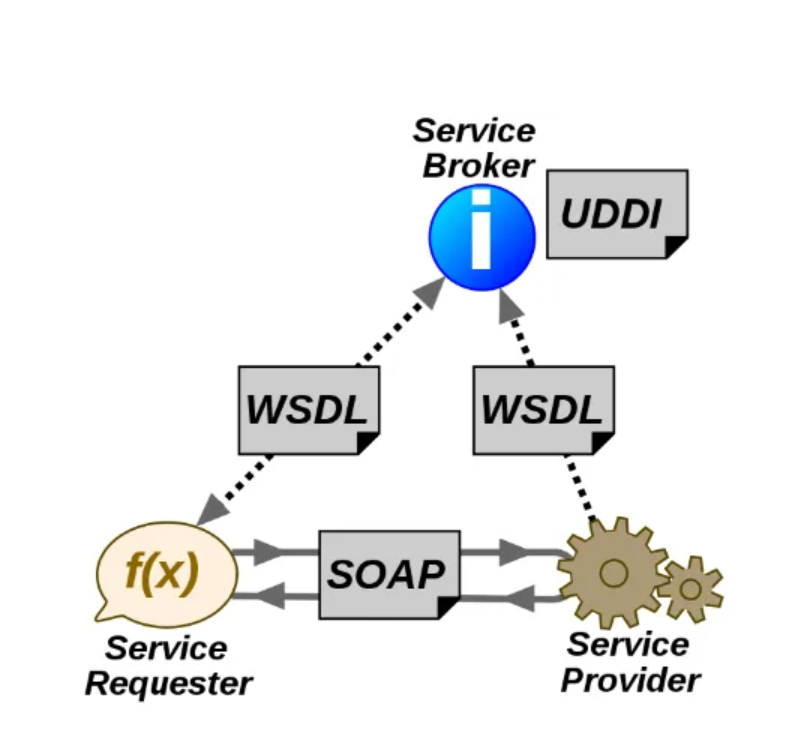 Service
Broker
i
UDDI
WSDL
WSDL
f(x)
SOAP
Service
Requester
Service
Provider